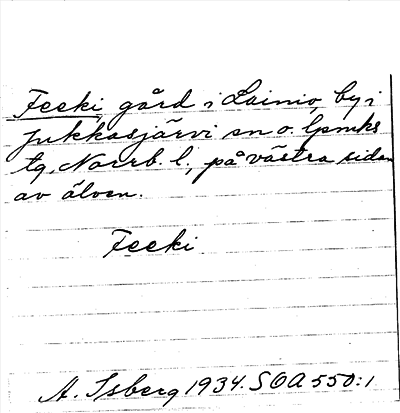 Feeki, gård i Lainio, by i
Jukkasjärvi sn o. lpmks
tg, Norrb. l., på västra sidan
av älven.
Feeki
A. Isberg 1934. SOA 550:1